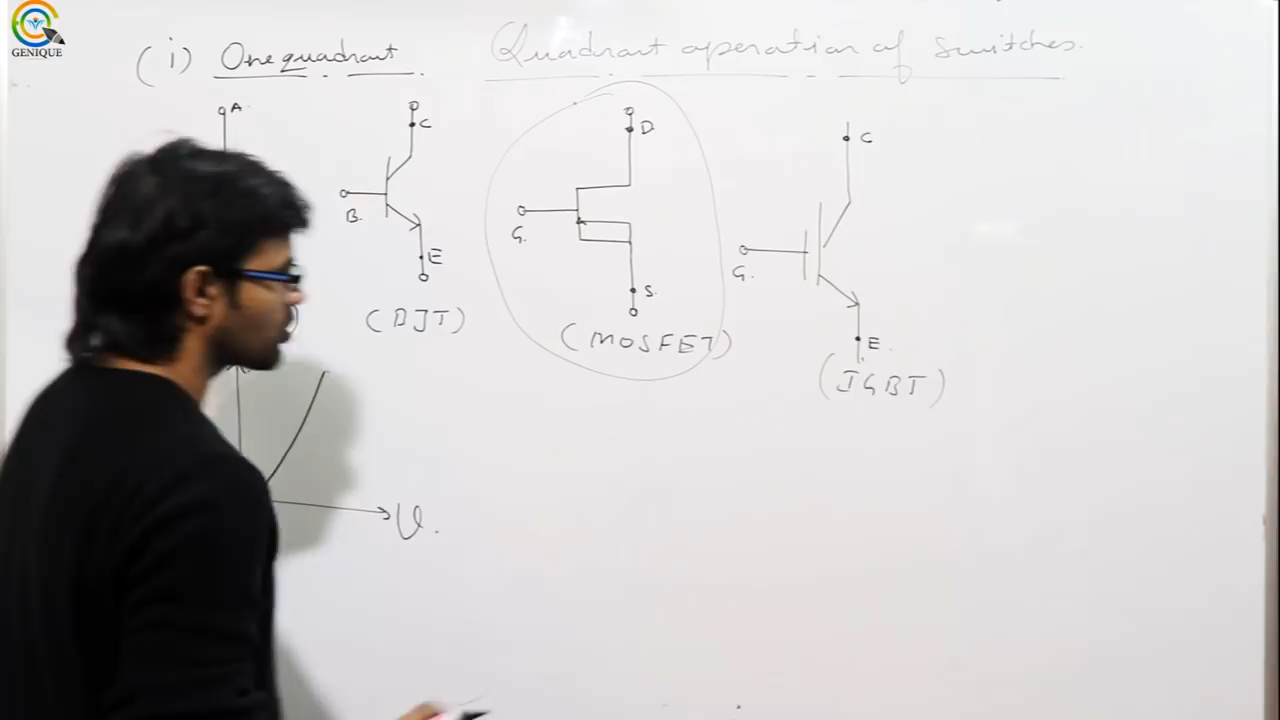 GENIQUE
(i) One quadrant
Quadrant operation of switches.
A
C
B.
E
(BJT)
D.
G.
S.
(MOSFET)
C
G.
E.
(IGBT)
V.